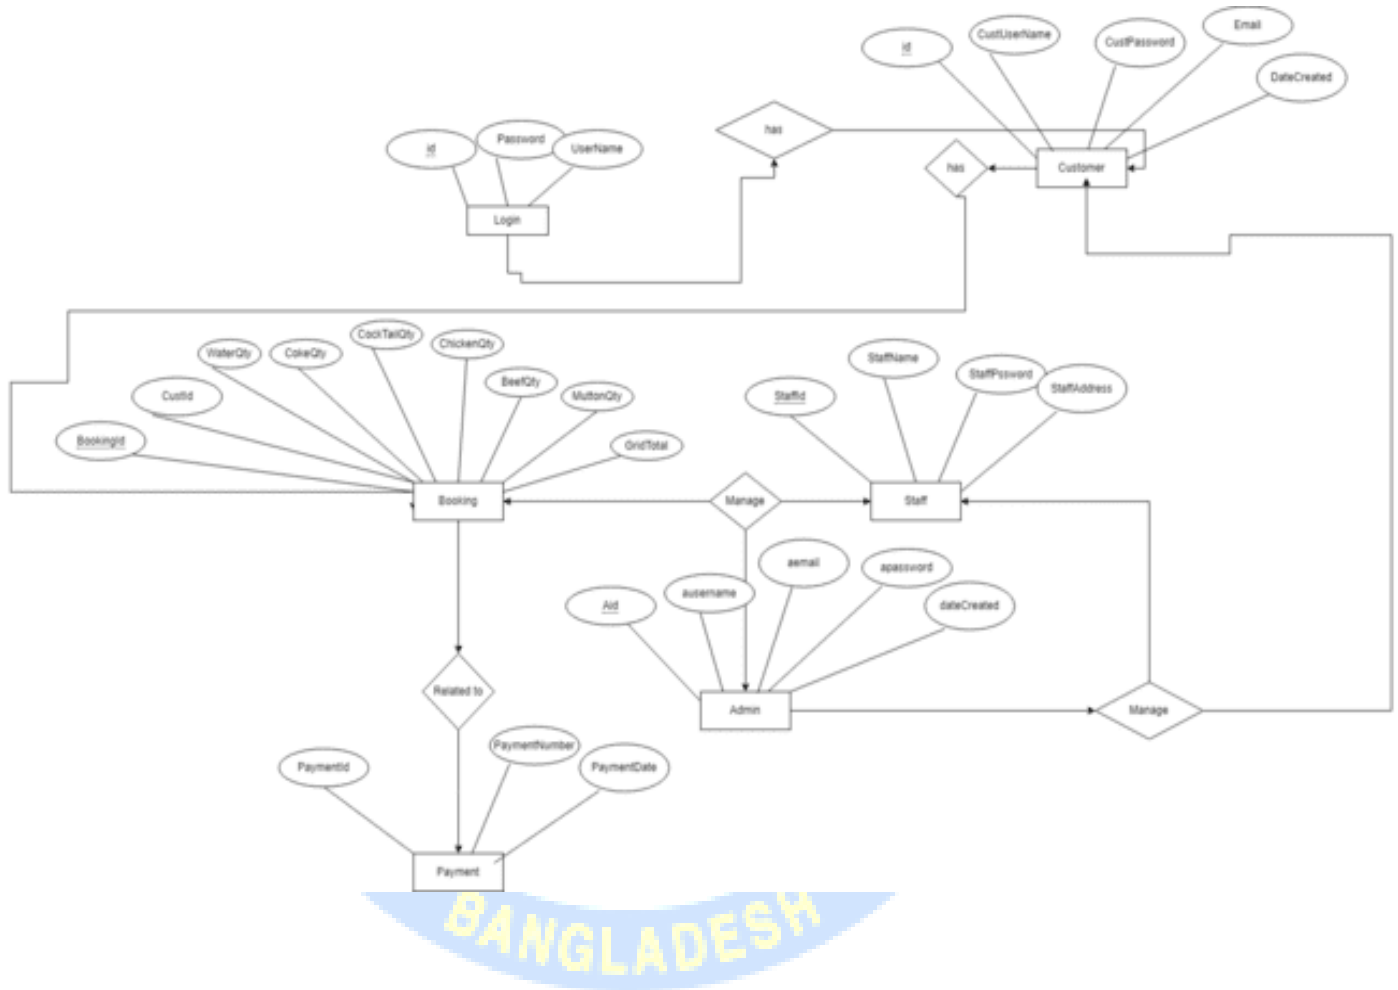 Email
CustUserName
CustPassword
id
DateCreated
has
Password
id
UserName
has
Customer
Login
CockTailQty
ChickenQty
WaterQty
CokeQty
StaffName
StaffPssword
BeefQty
StaffAddress
CustId
MuttonQty
StaffId
BookingId
GridTotal
Booking
Manage
Staff
aemail
apassword
ausername
Aid
dateCreated
Related to
Admin
Manage
PaymentNumber
PaymentId
PaymentDate
Payment
BANGLADESH